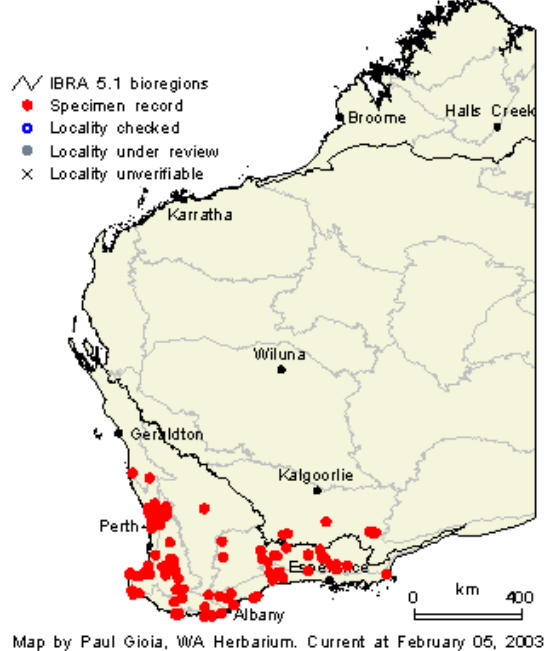 IBRA 5.1 bioregions
Specimen record
Locality checked
Locality under review
Locality unverifiable
Broome
Halls Creek
Karratha
Wiluna
Geraldton
Kalgoorlie
Perth
Esperance
Albany
km
0 400
Map by Paul Gioia, WA Herbarium. Current at February 05, 2003